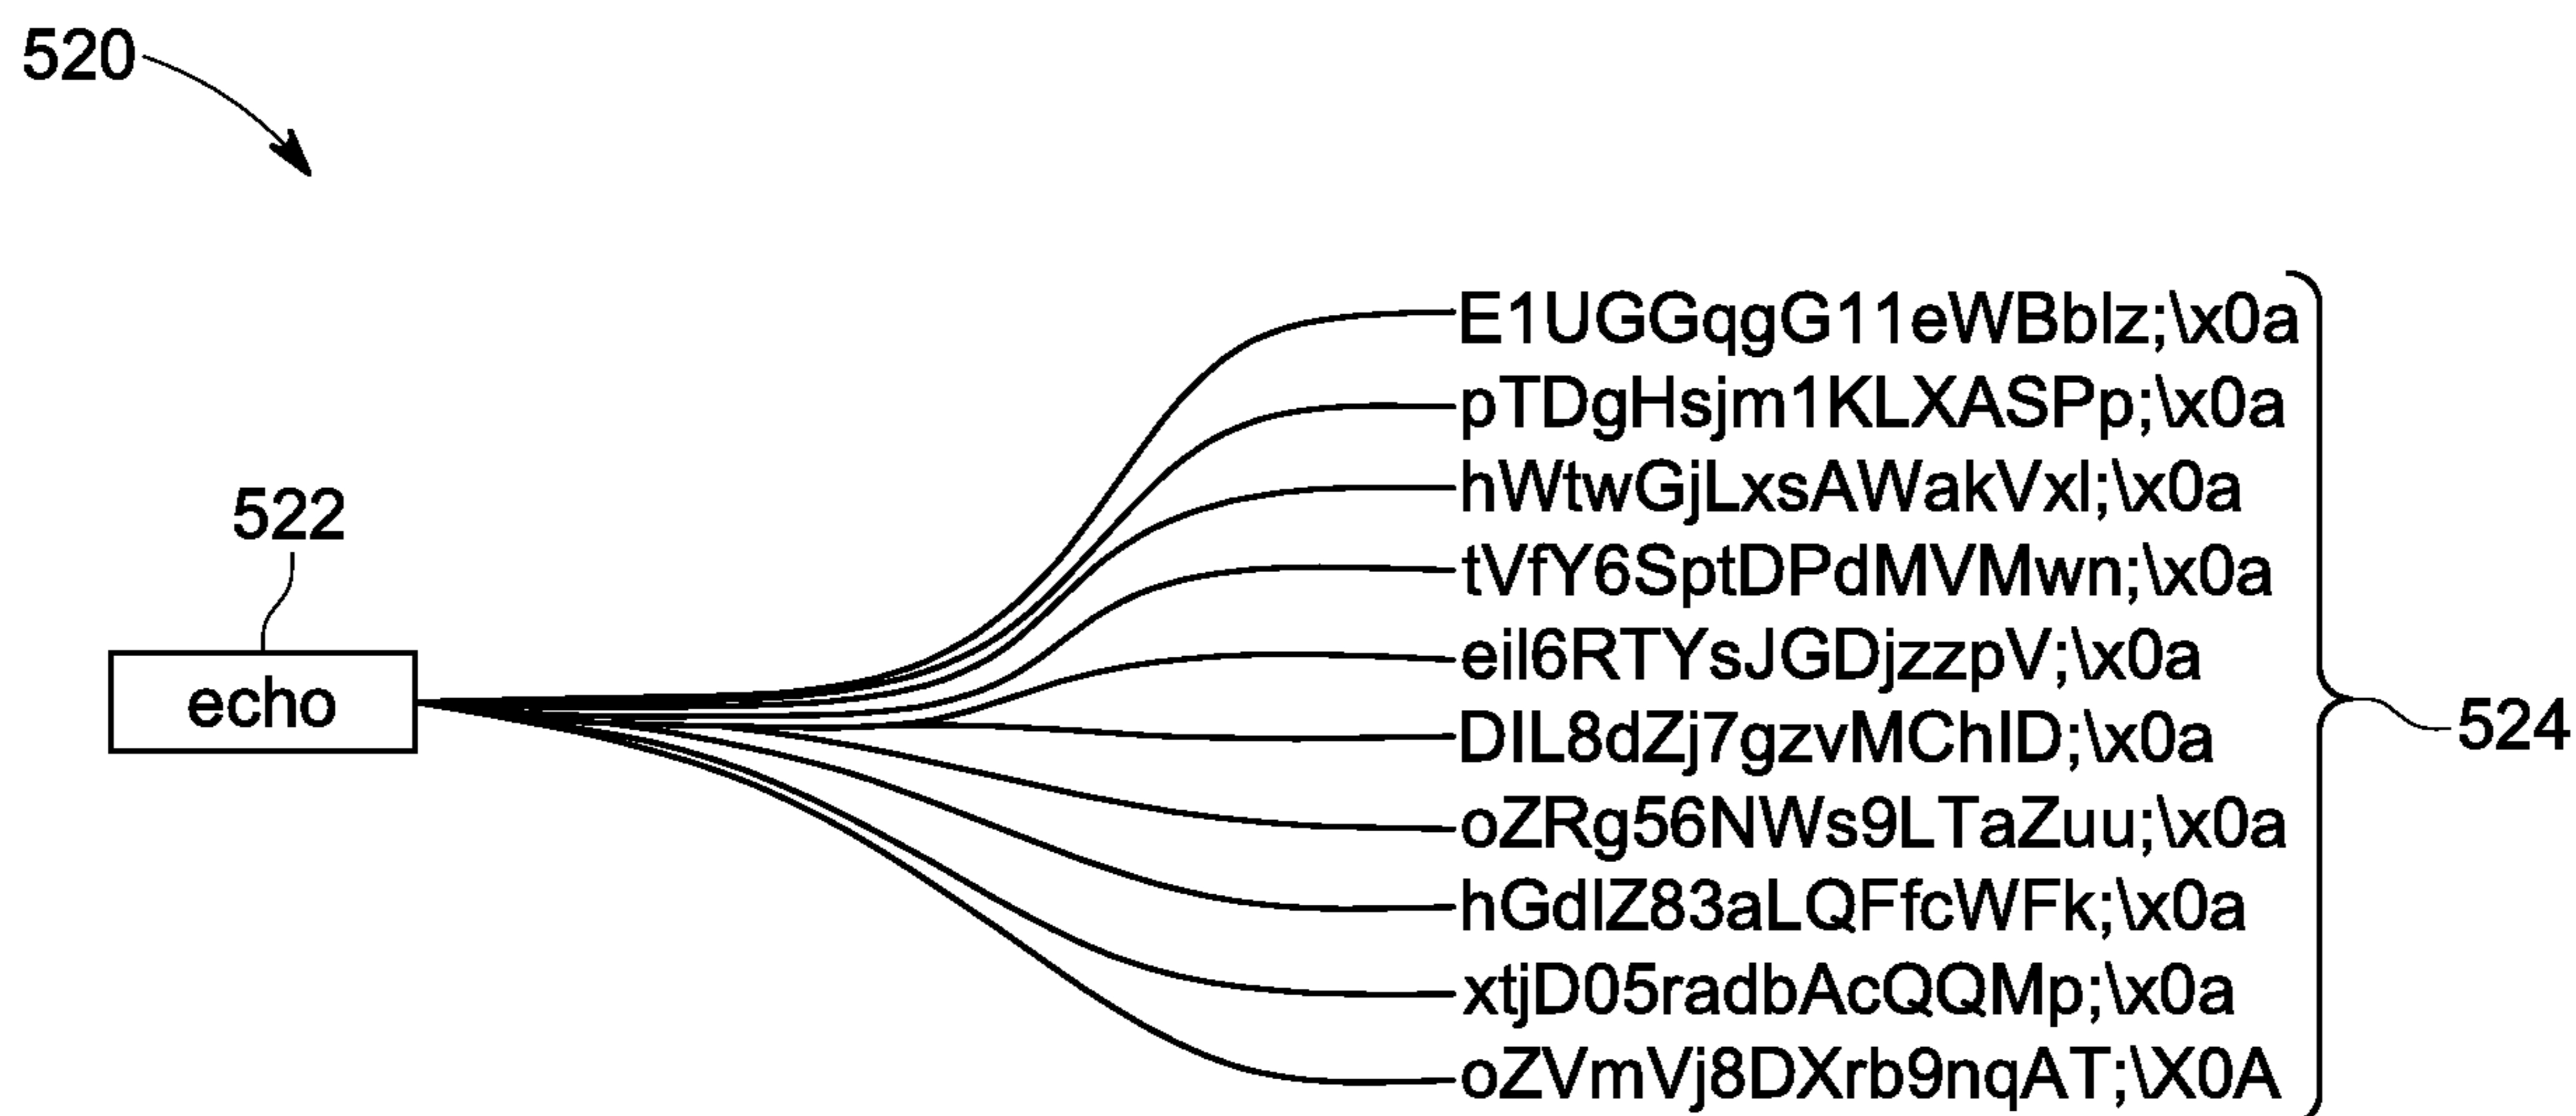 520
E1UGGqgG11eWBblz;\x0a
pTDgHsjm1KLXASPp;\x0a
hWtwGjLxsAWakVxl;\x0a
522
tVfY6SptDPdMVMwn;\x0a
eil6RTYsJGDjzzpV;\x0a
echo
DlL8dZj7gzvMChlD;\x0a
524
oZRg56NWs9LTaZuu;\x0a
hGdlZ83aLQFfcWFk;\x0a
xtjD05radbAcQQMp;\x0a
oZVmVj8DXrb9nqAT;\X0A